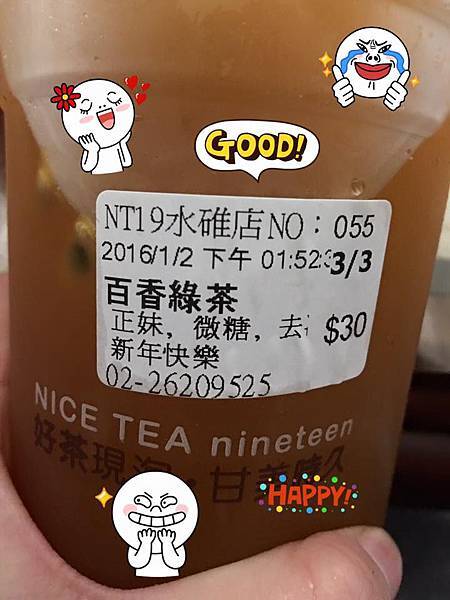 GOOD!
NT19水碓店NO：055
2016/1/2 下午 01:52:3 3/3
百香綠茶
正妹，微糖，去 $30
新年快樂
02-26209525
NICE TEA nineteen
好茶現 甘
HAPPY!